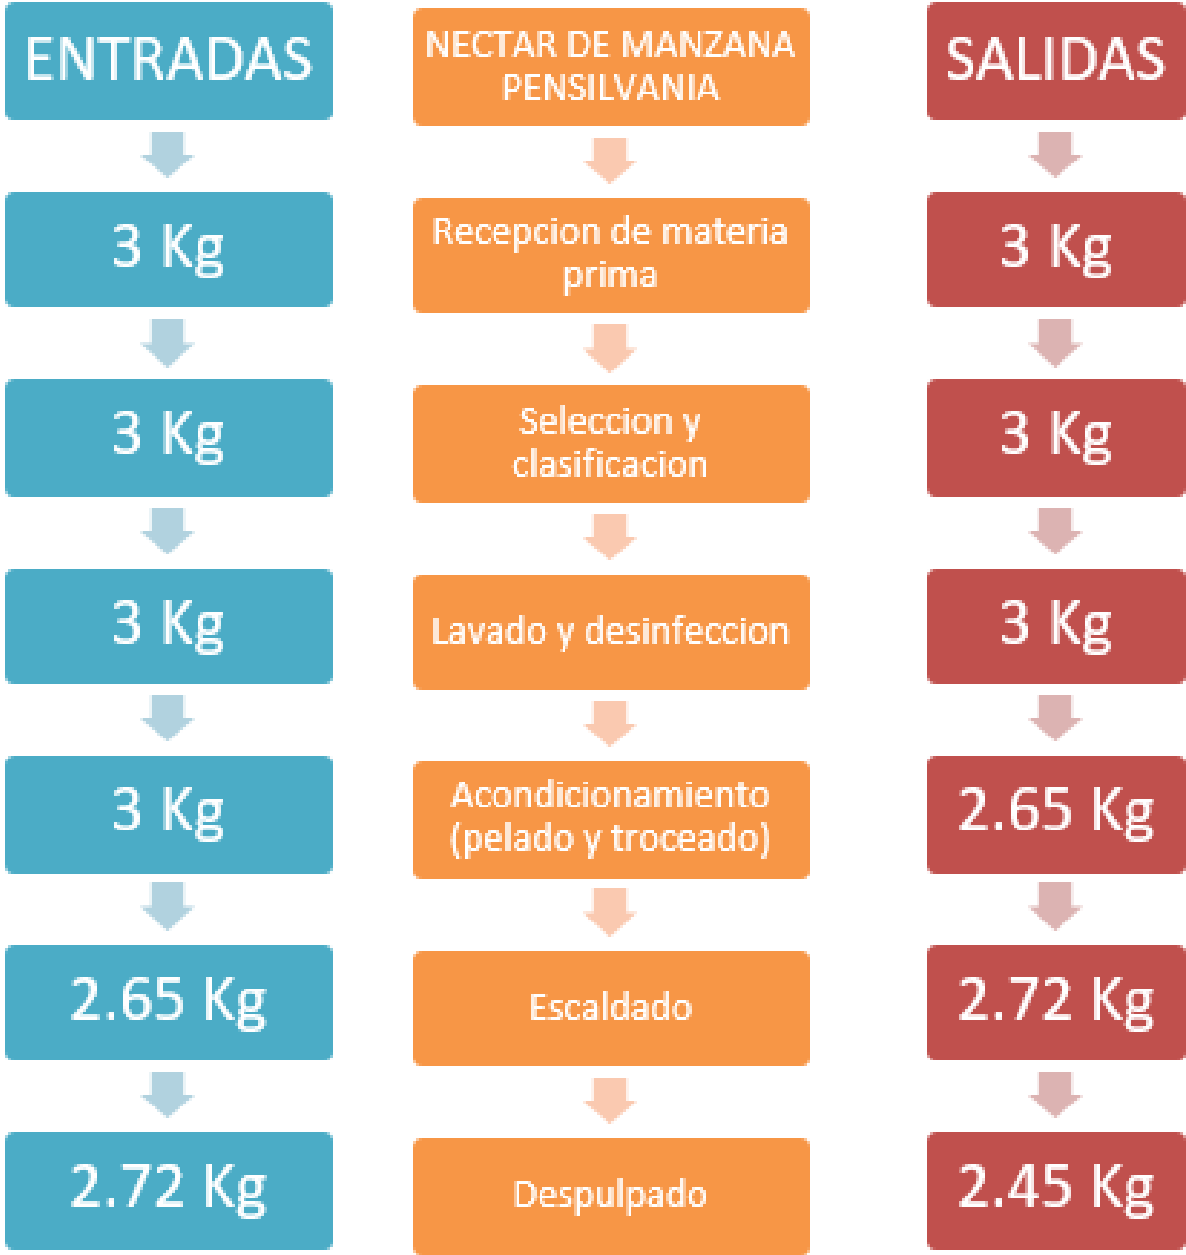 ENTRADAS
NECTAR DE MANZANA
PENSILVANIA
SALIDAS
3 Kg
Recepcion de materia
prima
3 Kg
3 Kg
Seleccion y
clasificacion
3 Kg
3 Kg
Lavado y desinfeccion
3 Kg
3 Kg
Acondicionamiento
(pelado y troceado)
2.65 Kg
2.65 Kg
Escaldado
2.72 Kg
2.72 Kg
Despulpado
2.45 Kg